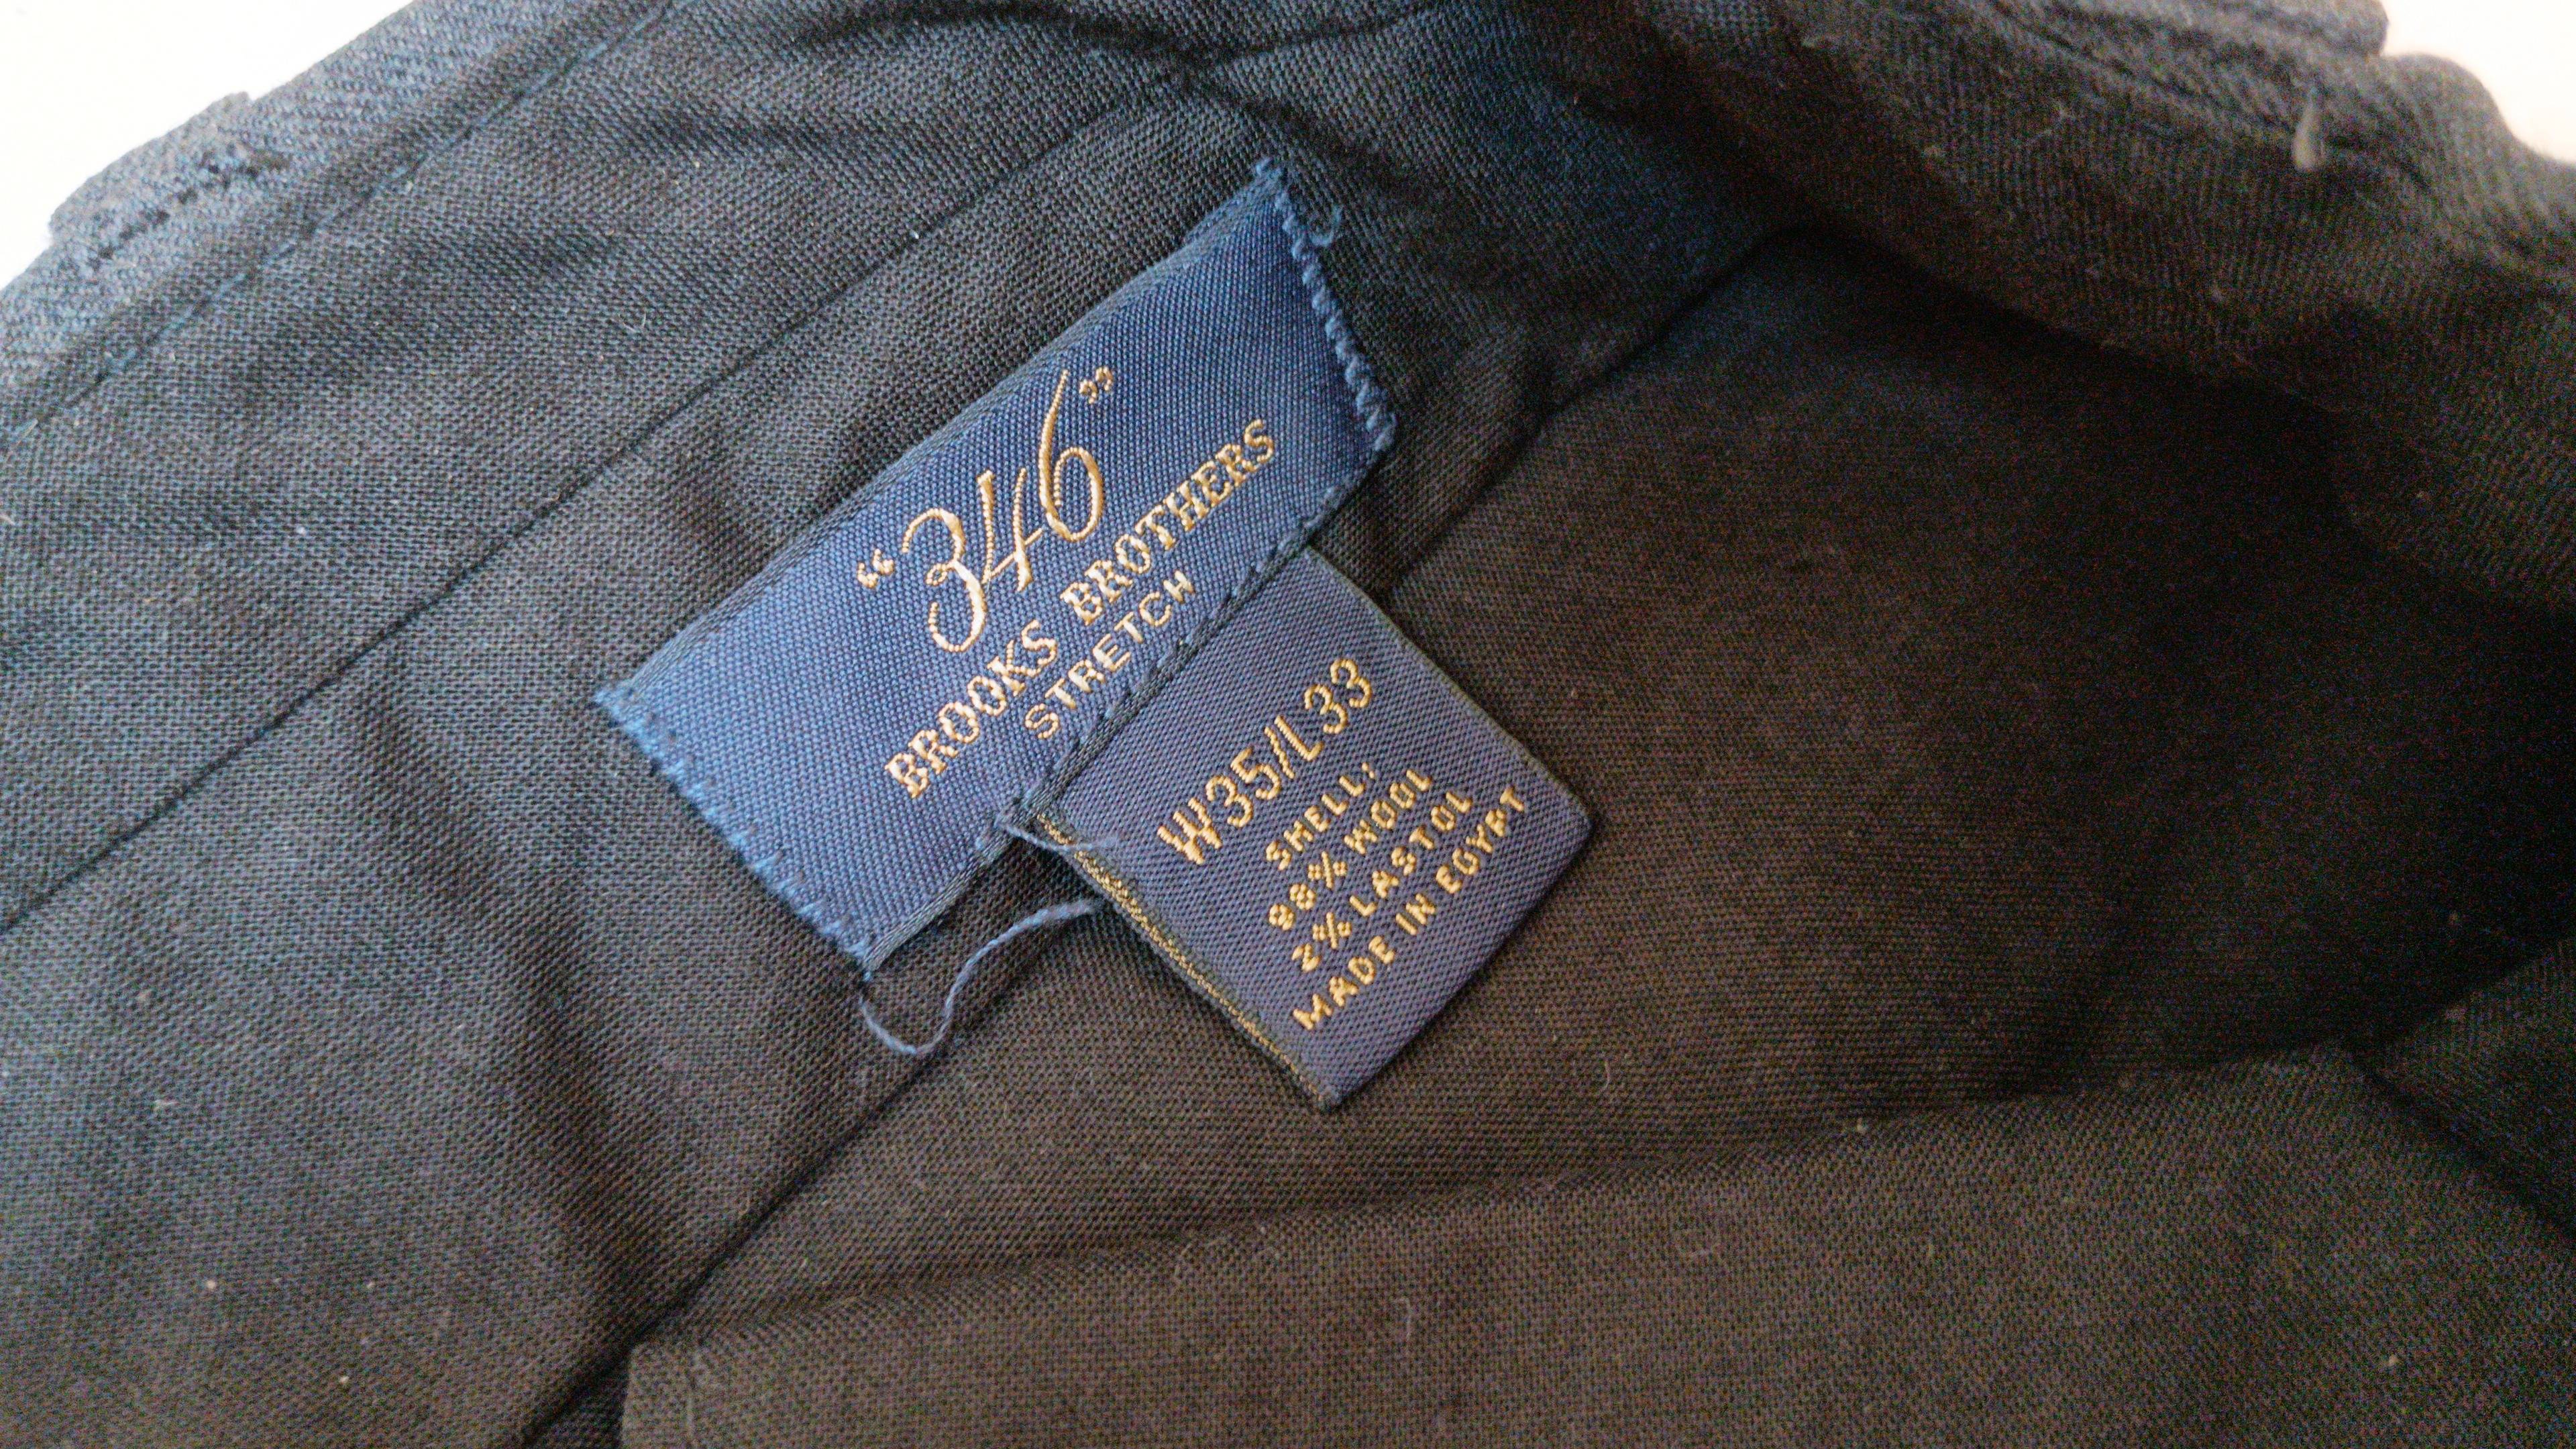 “346”
BROOKS BROTHERS
STRETCH
W35/L33
SHELL:
98% WOOL
2% LASTOL
MADE IN EGYPT